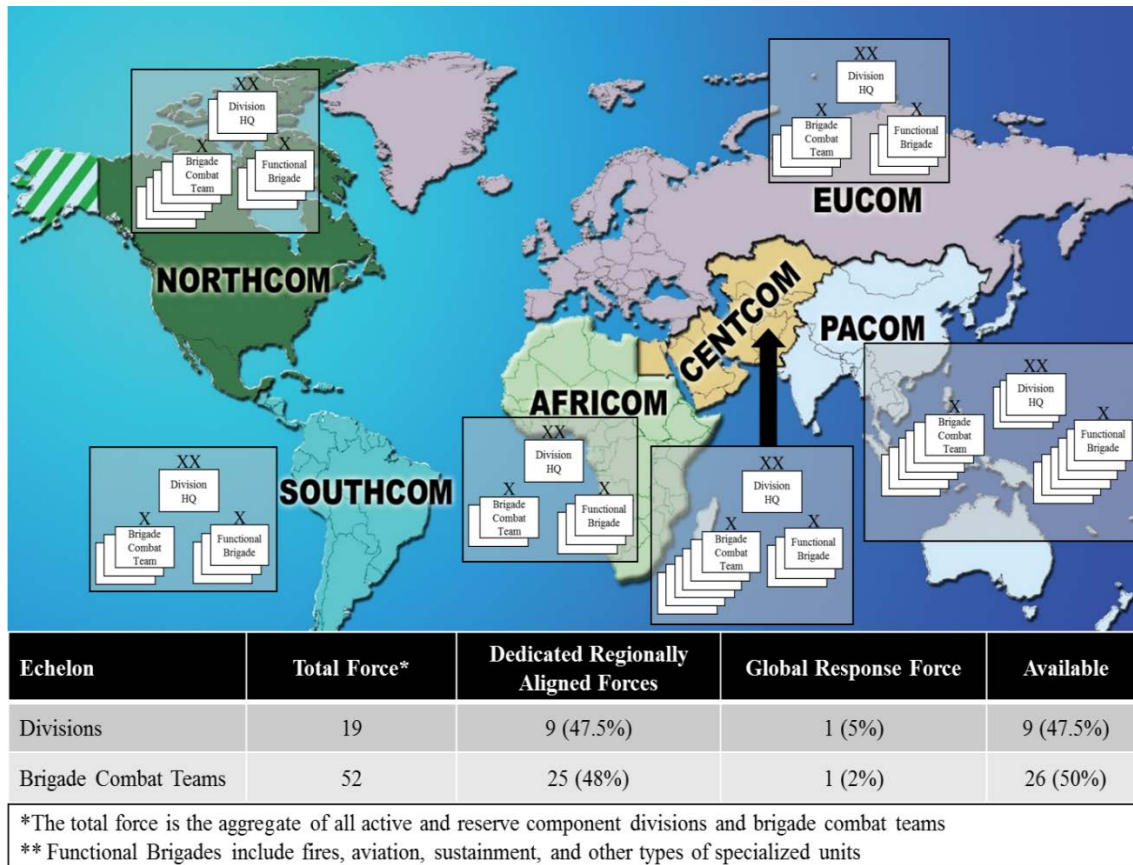 XX
Division
HQ
X
Brigade
Combat
Team
X
Functional
Brigade
NORTHCOM
XX
Division
HQ
X
Brigade
Combat
Team
X
Functional
Brigade
EUCOM
CENTCOM
PACOM
XX
Division
HQ
X
Brigade
Combat
Team
X
Functional
Brigade
AFRICOM
XX
Division
HQ
X
Brigade
Combat
Team
X
Functional
Brigade
XX
Division
HQ
X
Brigade
Combat
Team
X
Functional
Brigade
SOUTHCOM
XX
Division
HQ
X
Brigade
Combat
Team
X
Functional
Brigade
Echelon Total Force* Dedicated Regionally Aligned Forces Global Response Force Available
Divisions 19 9 (47.5%) 1 (5%) 9 (47.5%)
Brigade Combat Teams 52 25 (48%) 1 (2%) 26 (50%)
*The total force is the aggregate of all active and reserve component divisions and brigade combat teams
** Functional Brigades include fires, aviation, sustainment, and other types of specialized units